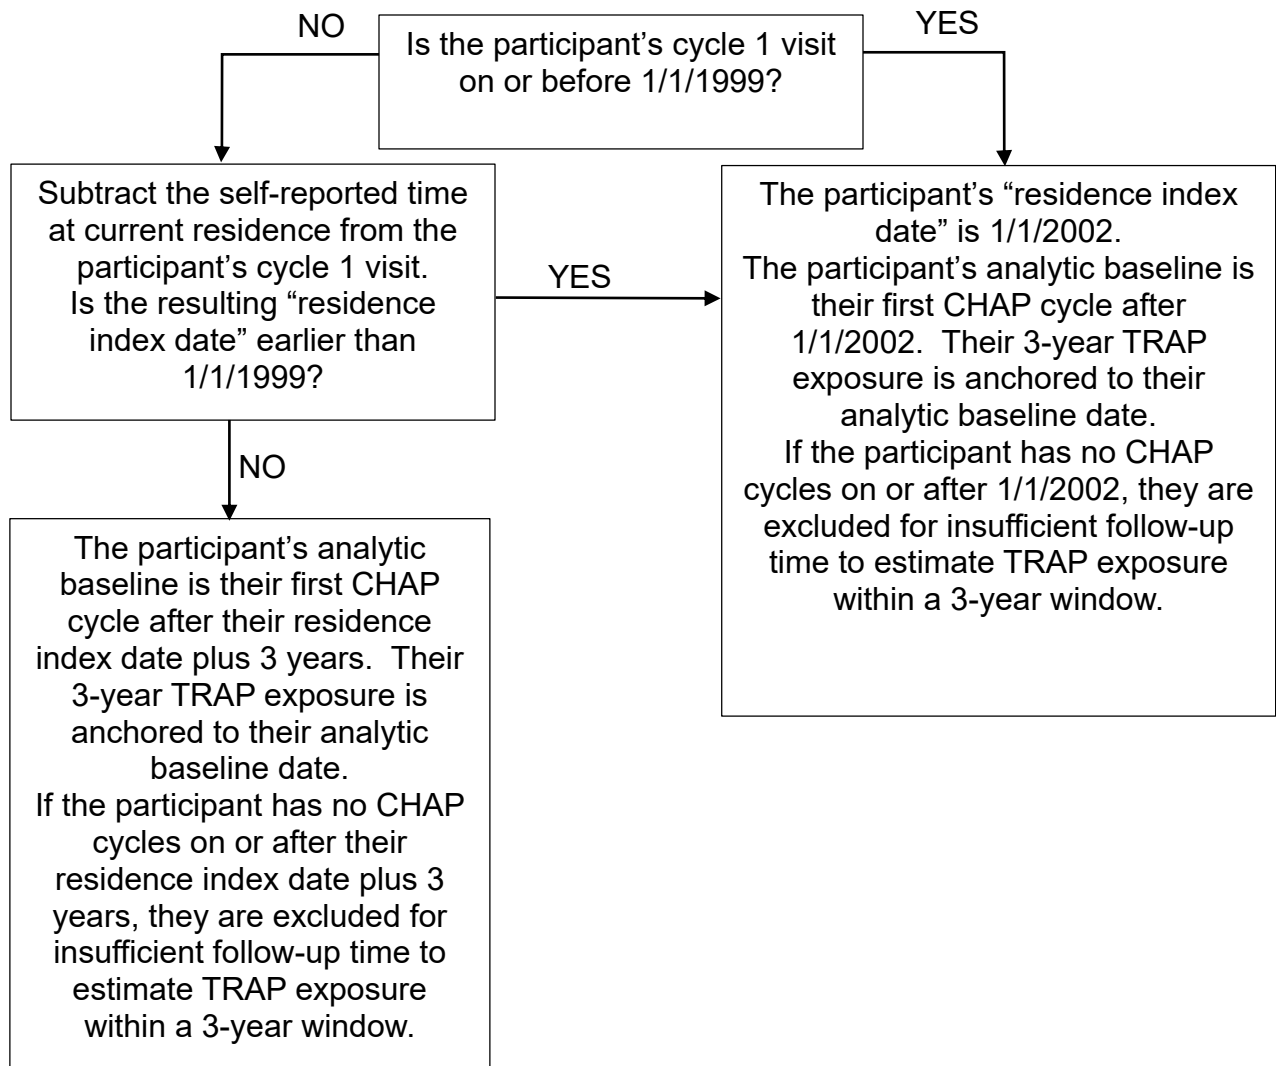 NO
Is the participant’s cycle 1 visit
on or before 1/1/1999?
YES
Subtract the self-reported time
at current residence from the
participant’s cycle 1 visit.
Is the resulting “residence
index date” earlier than
1/1/1999?
YES
The participant’s “residence index
date” is 1/1/2002.
The participant’s analytic baseline is
their first CHAP cycle after
1/1/2002.  Their 3-year TRAP
exposure is anchored to their
analytic baseline date.
If the participant has no CHAP
cycles on or after 1/1/2002, they are
excluded for insufficient follow-up
time to estimate TRAP exposure
within a 3-year window.
NO
The participant’s analytic
baseline is their first CHAP
cycle after their residence
index date plus 3 years.  Their
3-year TRAP exposure is
anchored to their analytic
baseline date.
If the participant has no CHAP
cycles on or after their
residence index date plus 3
years, they are excluded for
insufficient follow-up time to
estimate TRAP exposure
within a 3-year window.